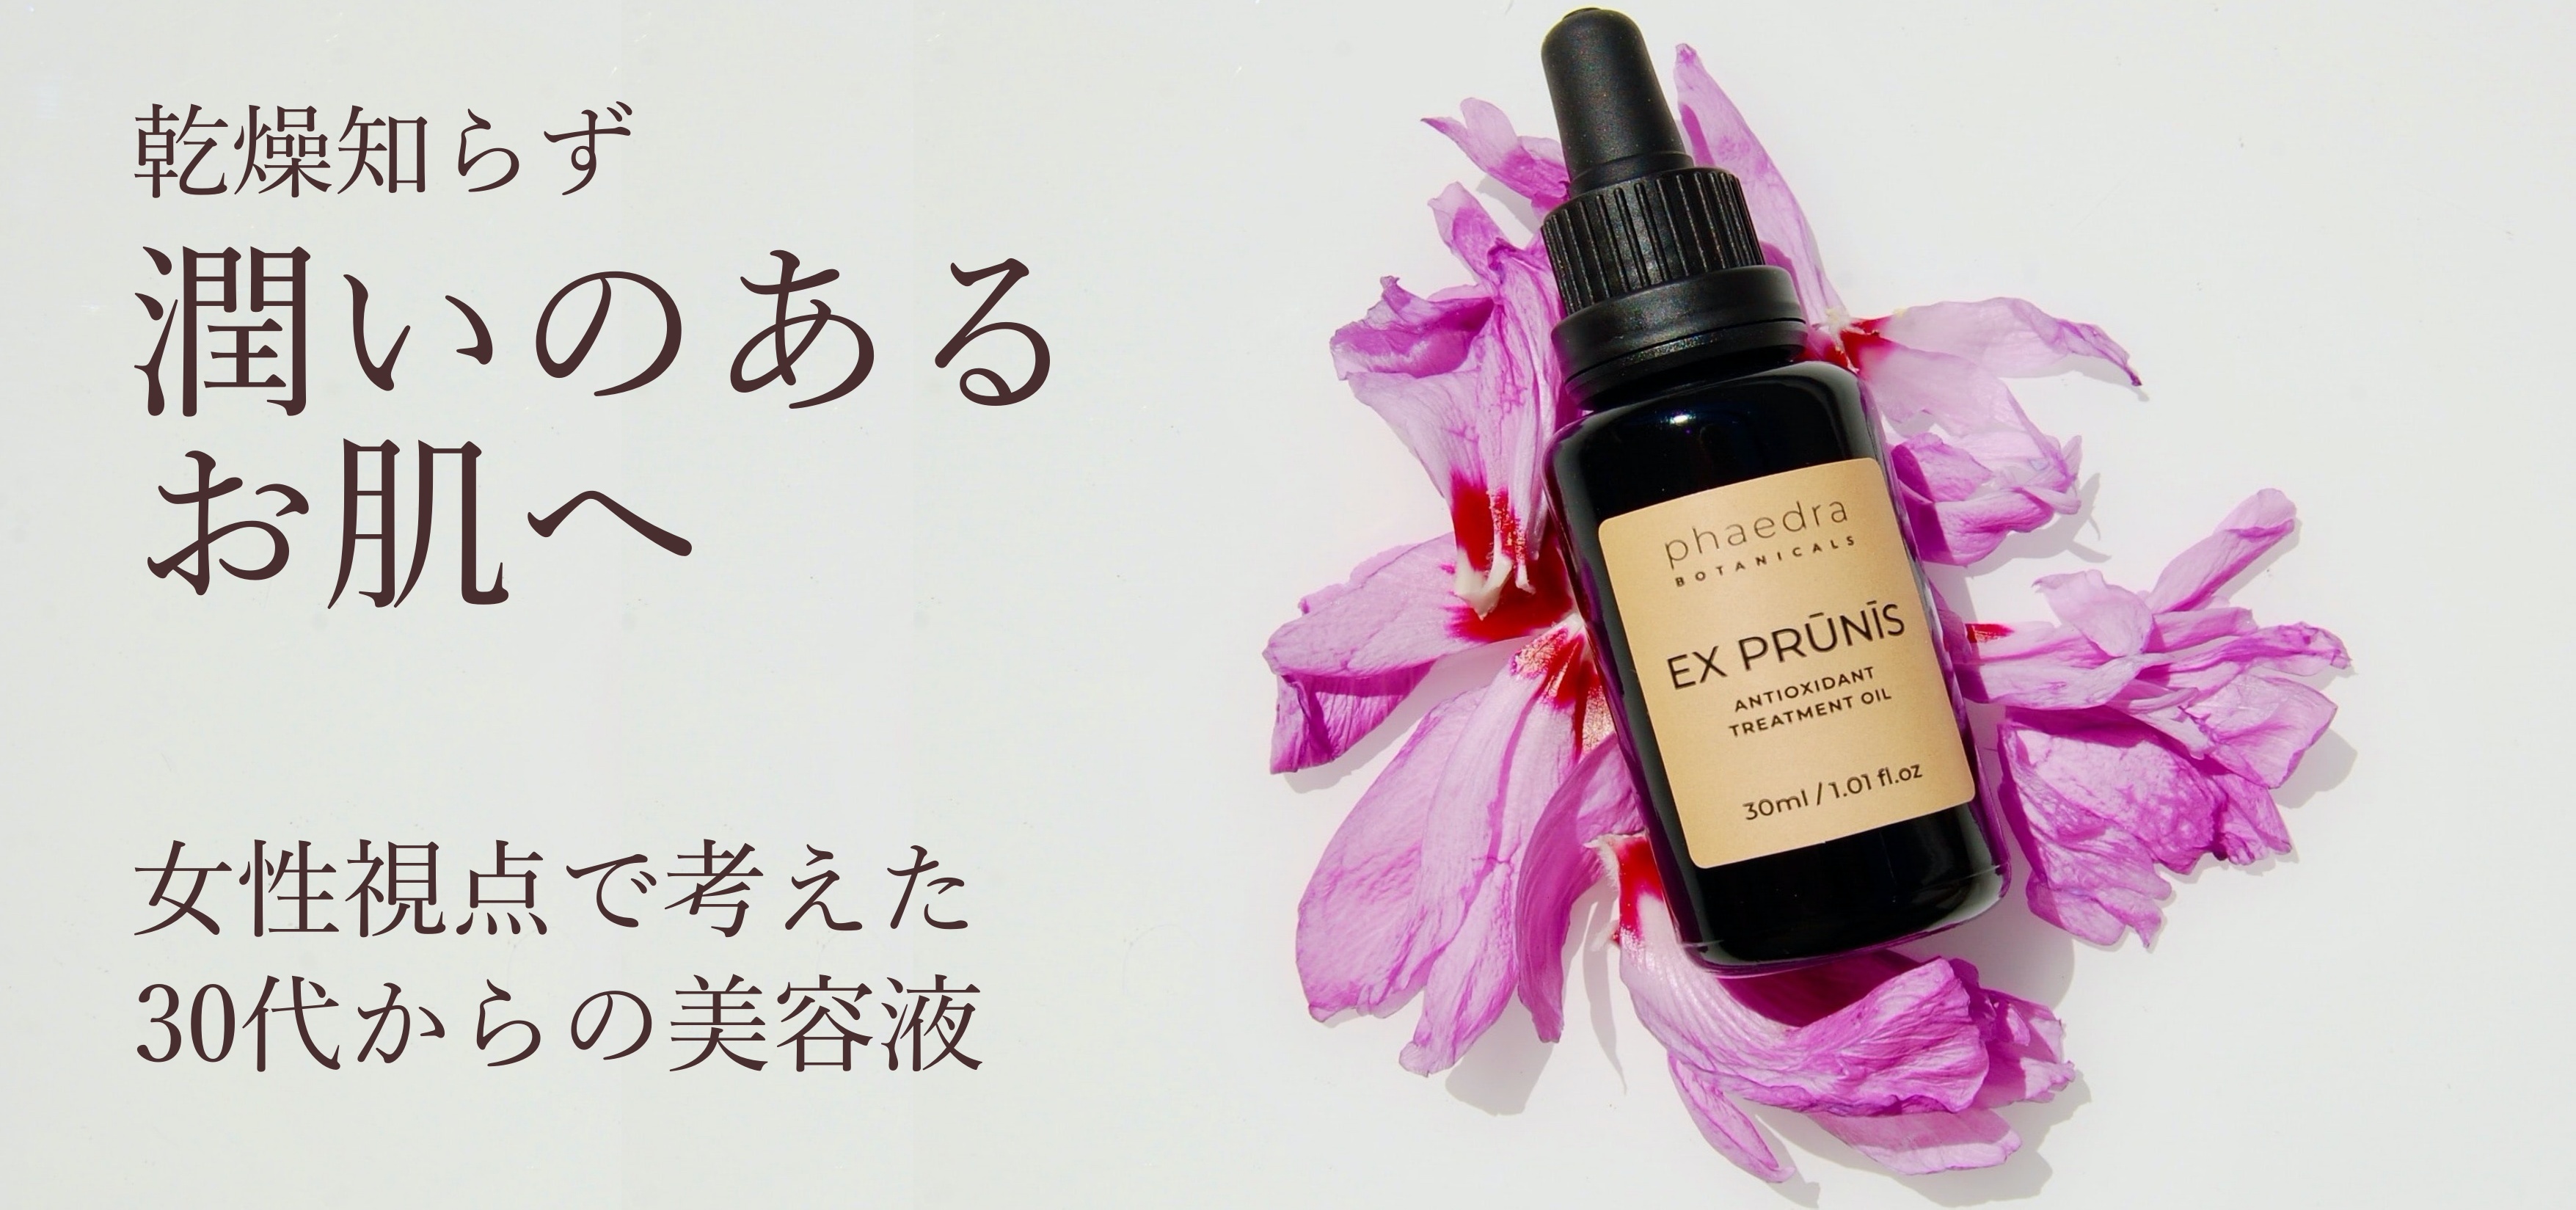 乾燥知らず
潤いのある
お肌へ
女性視点で考えた
30代からの美容液
phaedra
BOTANICALS
EX PRŪNĪS
ANTIOXIDANT
TREATMENT OIL
30ml / 1.01 fl.oz